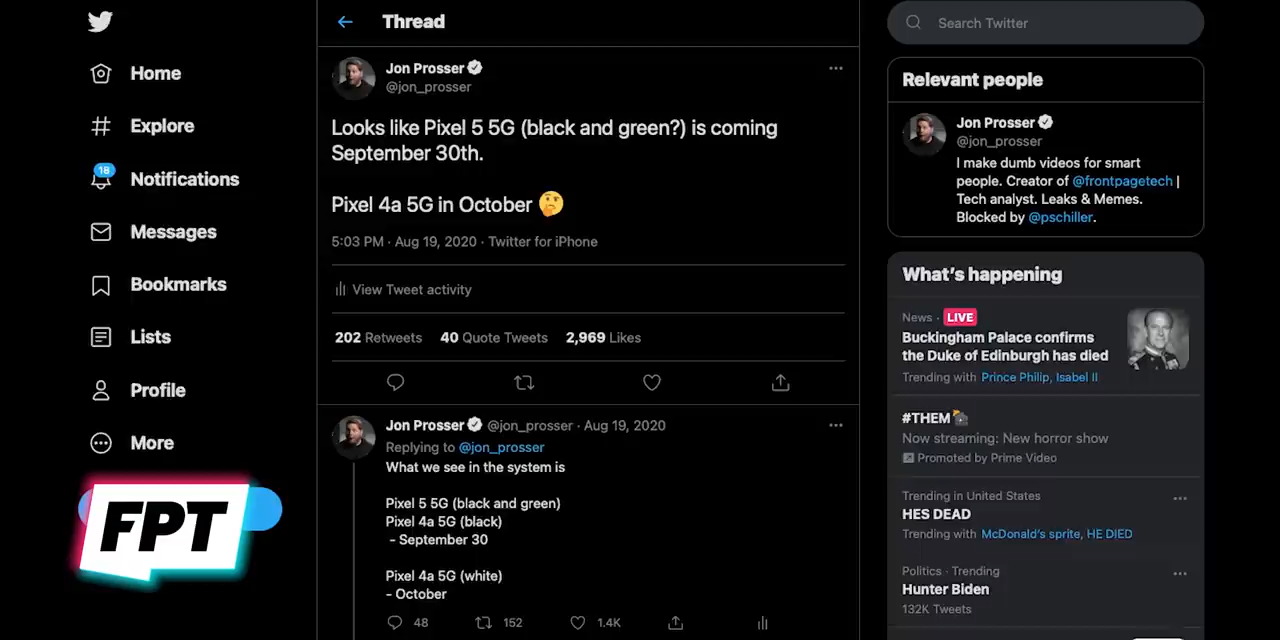 Home
Explore
18
Notifications
Messages
Bookmarks
Lists
Profile
More
FPT
Thread
Jon Prosser
@jon_prosser
Looks like Pixel 5 5G (black and green?) is coming
September 30th.
Pixel 4a 5G in October 🤔
5:03 PM · Aug 19, 2020 · Twitter for iPhone
View Tweet activity
202 Retweets 40 Quote Tweets 2,969 Likes
Jon Prosser @jon_prosser · Aug 19, 2020
Replying to @jon_prosser
What we see in the system is
Pixel 5 5G (black and green)
Pixel 4a 5G (black)
- September 30
Pixel 4a 5G (white)
- October
48 152 1.4K
Search Twitter
Relevant people
Jon Prosser
@jon_prosser
I make dumb videos for smart
people. Creator of @frontpagetech |
Tech analyst. Leaks & Memes.
Blocked by @pschiller.
What's happening
News · LIVE
Buckingham Palace confirms
the Duke of Edinburgh has died
Trending with Prince Philip, Isabel II
#THEM
Now streaming: New horror show
Promoted by Prime Video
Trending in United States
HES DEAD
Trending with McDonald's sprite, HE DIED
Politics · Trending
Hunter Biden
132K Tweets